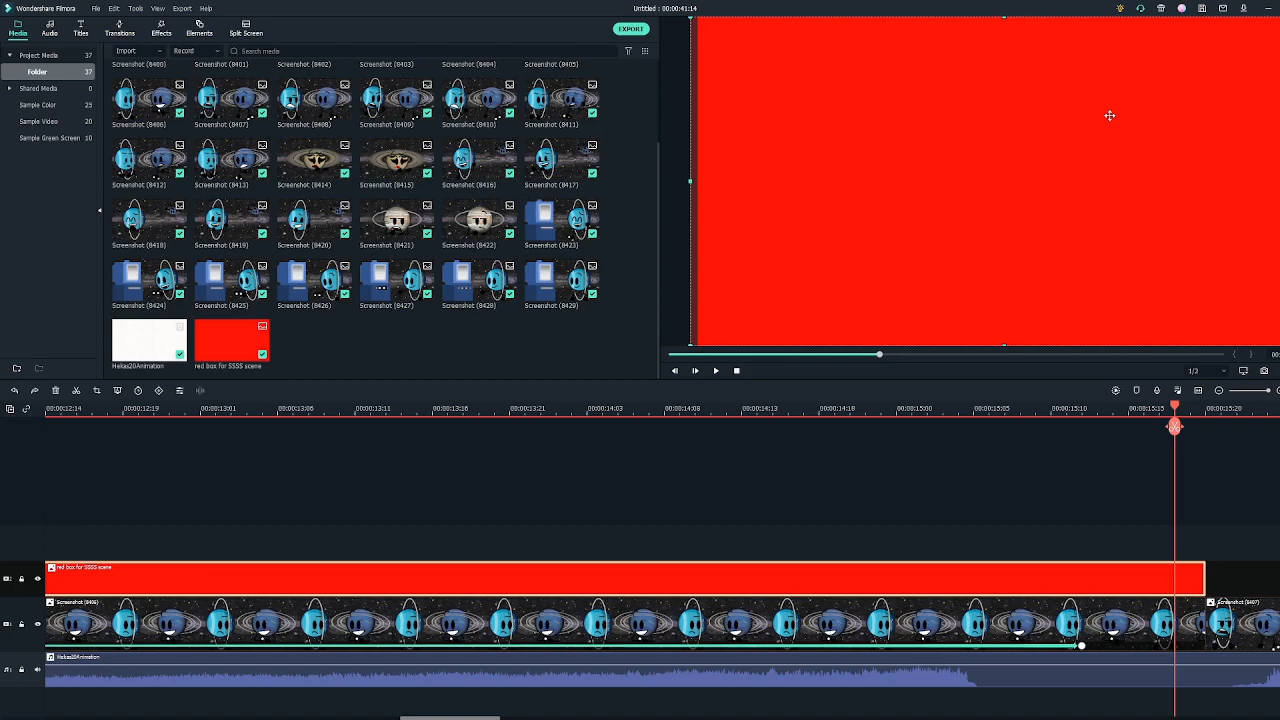 Wondershare Filmora File Edit Tools View Export Help Untitled : 00:00:41:14
Media Audio Titles Transitions Effects Elements Split Screen EXPORT
Project Media 37 Import Record Search media
Folder 37 Screenshot (8400) Screenshot (8401) Screenshot (8402) Screenshot (8403) Screenshot (8404) Screenshot (8405)
Shared Media 0
Sample Color 25
Sample Video 20
Sample Green Screen 10
Screenshot (8406) Screenshot (8407) Screenshot (8408) Screenshot (8409) Screenshot (8410) Screenshot (8411)
Screenshot (8412) Screenshot (8413) Screenshot (8414) Screenshot (8415) Screenshot (8416) Screenshot (8417)
Screenshot (8418) Screenshot (8419) Screenshot (8420) Screenshot (8421) Screenshot (8422) Screenshot (8423)
Screenshot (8424) Screenshot (8425) Screenshot (8426) Screenshot (8427) Screenshot (8428) Screenshot (8429)
Hekas20Animation red box for SSSS scene
00:
1/2
00:00:12:14 00:00:12:19 00:00:13:01 00:00:13:06 00:00:13:11 00:00:13:16 00:00:13:21 00:00:14:03 00:00:14:08 00:00:14:13 00:00:14:18 00:00:15:00 00:00:15:05 00:00:15:10 00:00:15:15 00:00:15:20
red box for SSSS scene
Screenshot (8406) Screenshot (8407)
Hekas20Animation